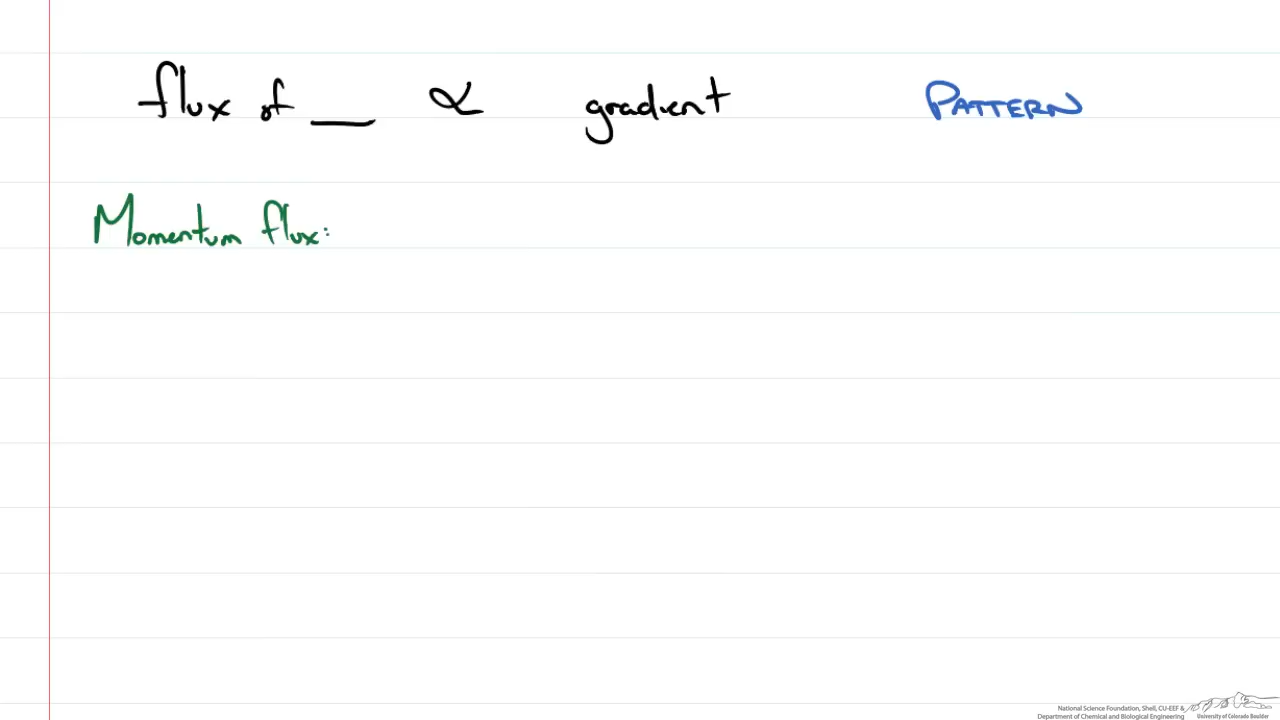 flux of __ ∝ gradient PATTERN
Momentum flux:
National Science Foundation, Shell, CU-EEF &
Department of Chemical and Biological Engineering University of Colorado Boulder